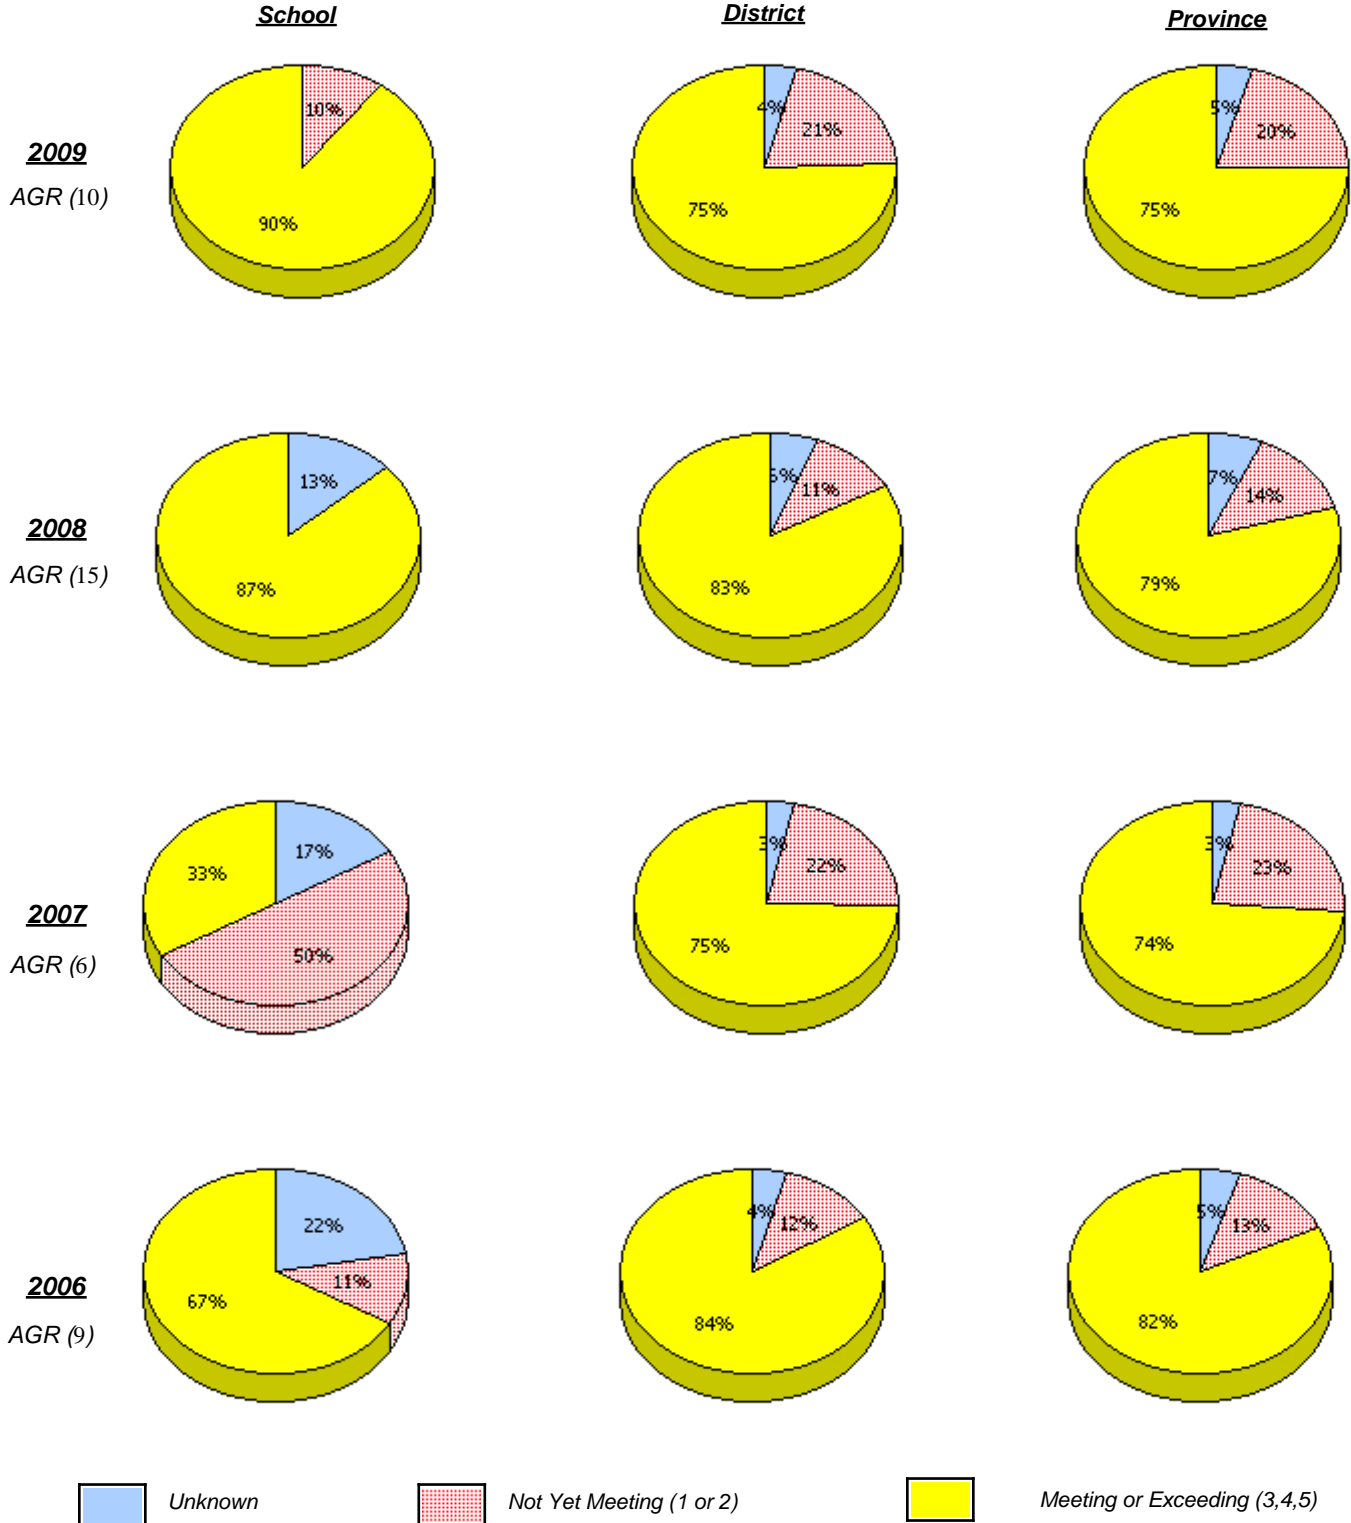 School District Province
10% 4% 21% 5% 20%
2009
AGR (10)
90% 75% 75%
13% 11% 7% 14%
2008
AGR (15)
87% 83% 79%
17% 3% 22% 3% 23%
33%
2007
50% 75% 74%
AGR (6)
22% 4% 12% 5% 13%
11%
2006
67% 84% 82%
AGR (9)
Unknown Not Yet Meeting (1 or 2) Meeting or Exceeding (3,4,5)